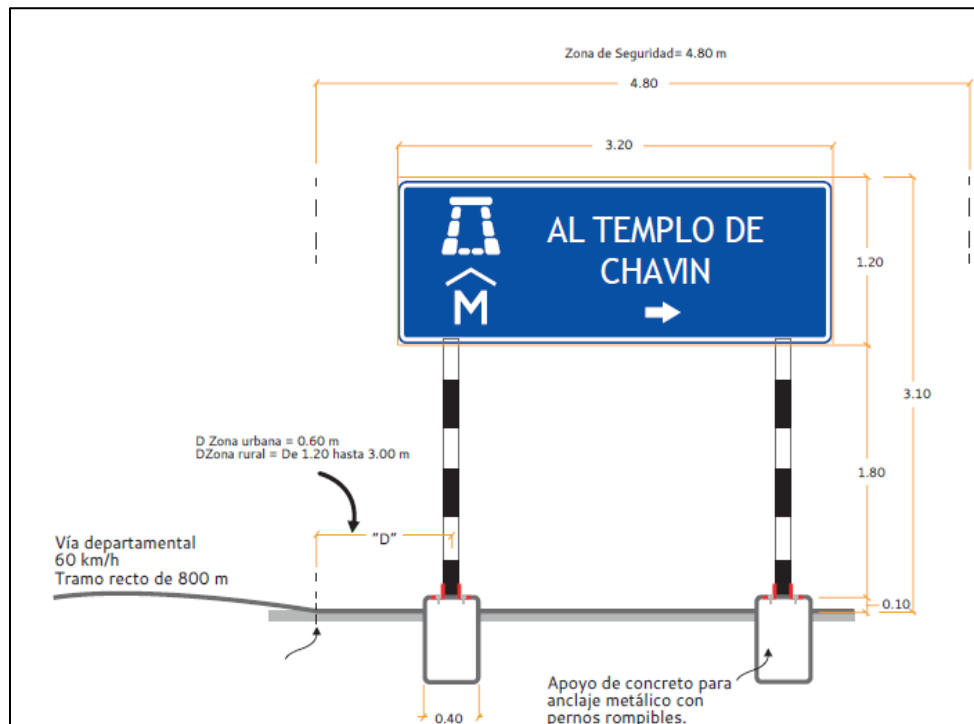 Zona de Seguridad= 4.80 m
4.80
3.20
AL TEMPLO DE
CHAVIN
M
1.20
3.10
D Zona urbana = 0.60 m
DZona rural = De 1.20 hasta 3.00 m
1.80
"D"
Vía departamental
60 km/h
Tramo recto de 800 m
0.10
Apoyo de concreto para
anclaje metálico con
pernos rompibles.
0.40